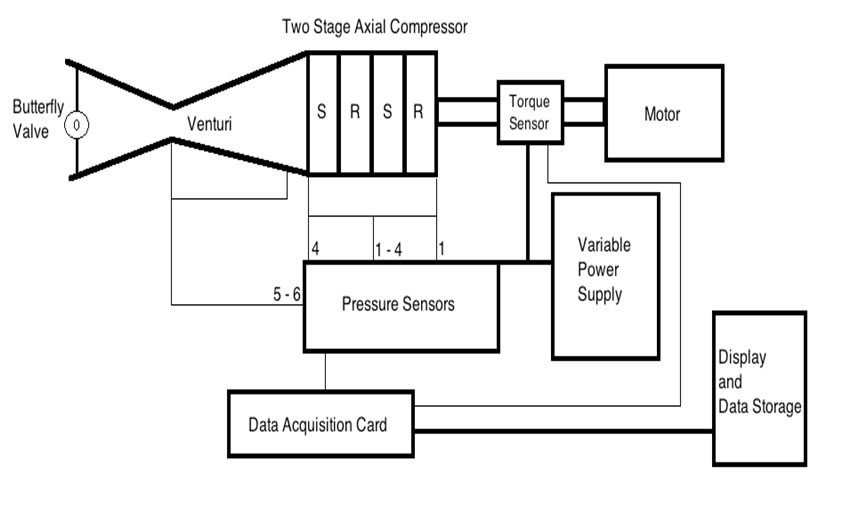 Two Stage Axial Compressor
Butterfly
Valve
0
Venturi
S R S R
Torque
Sensor
Motor
4
1 - 4
1
5 - 6
Pressure Sensors
Variable
Power
Supply
Display
and
Data Storage
Data Acquisition Card